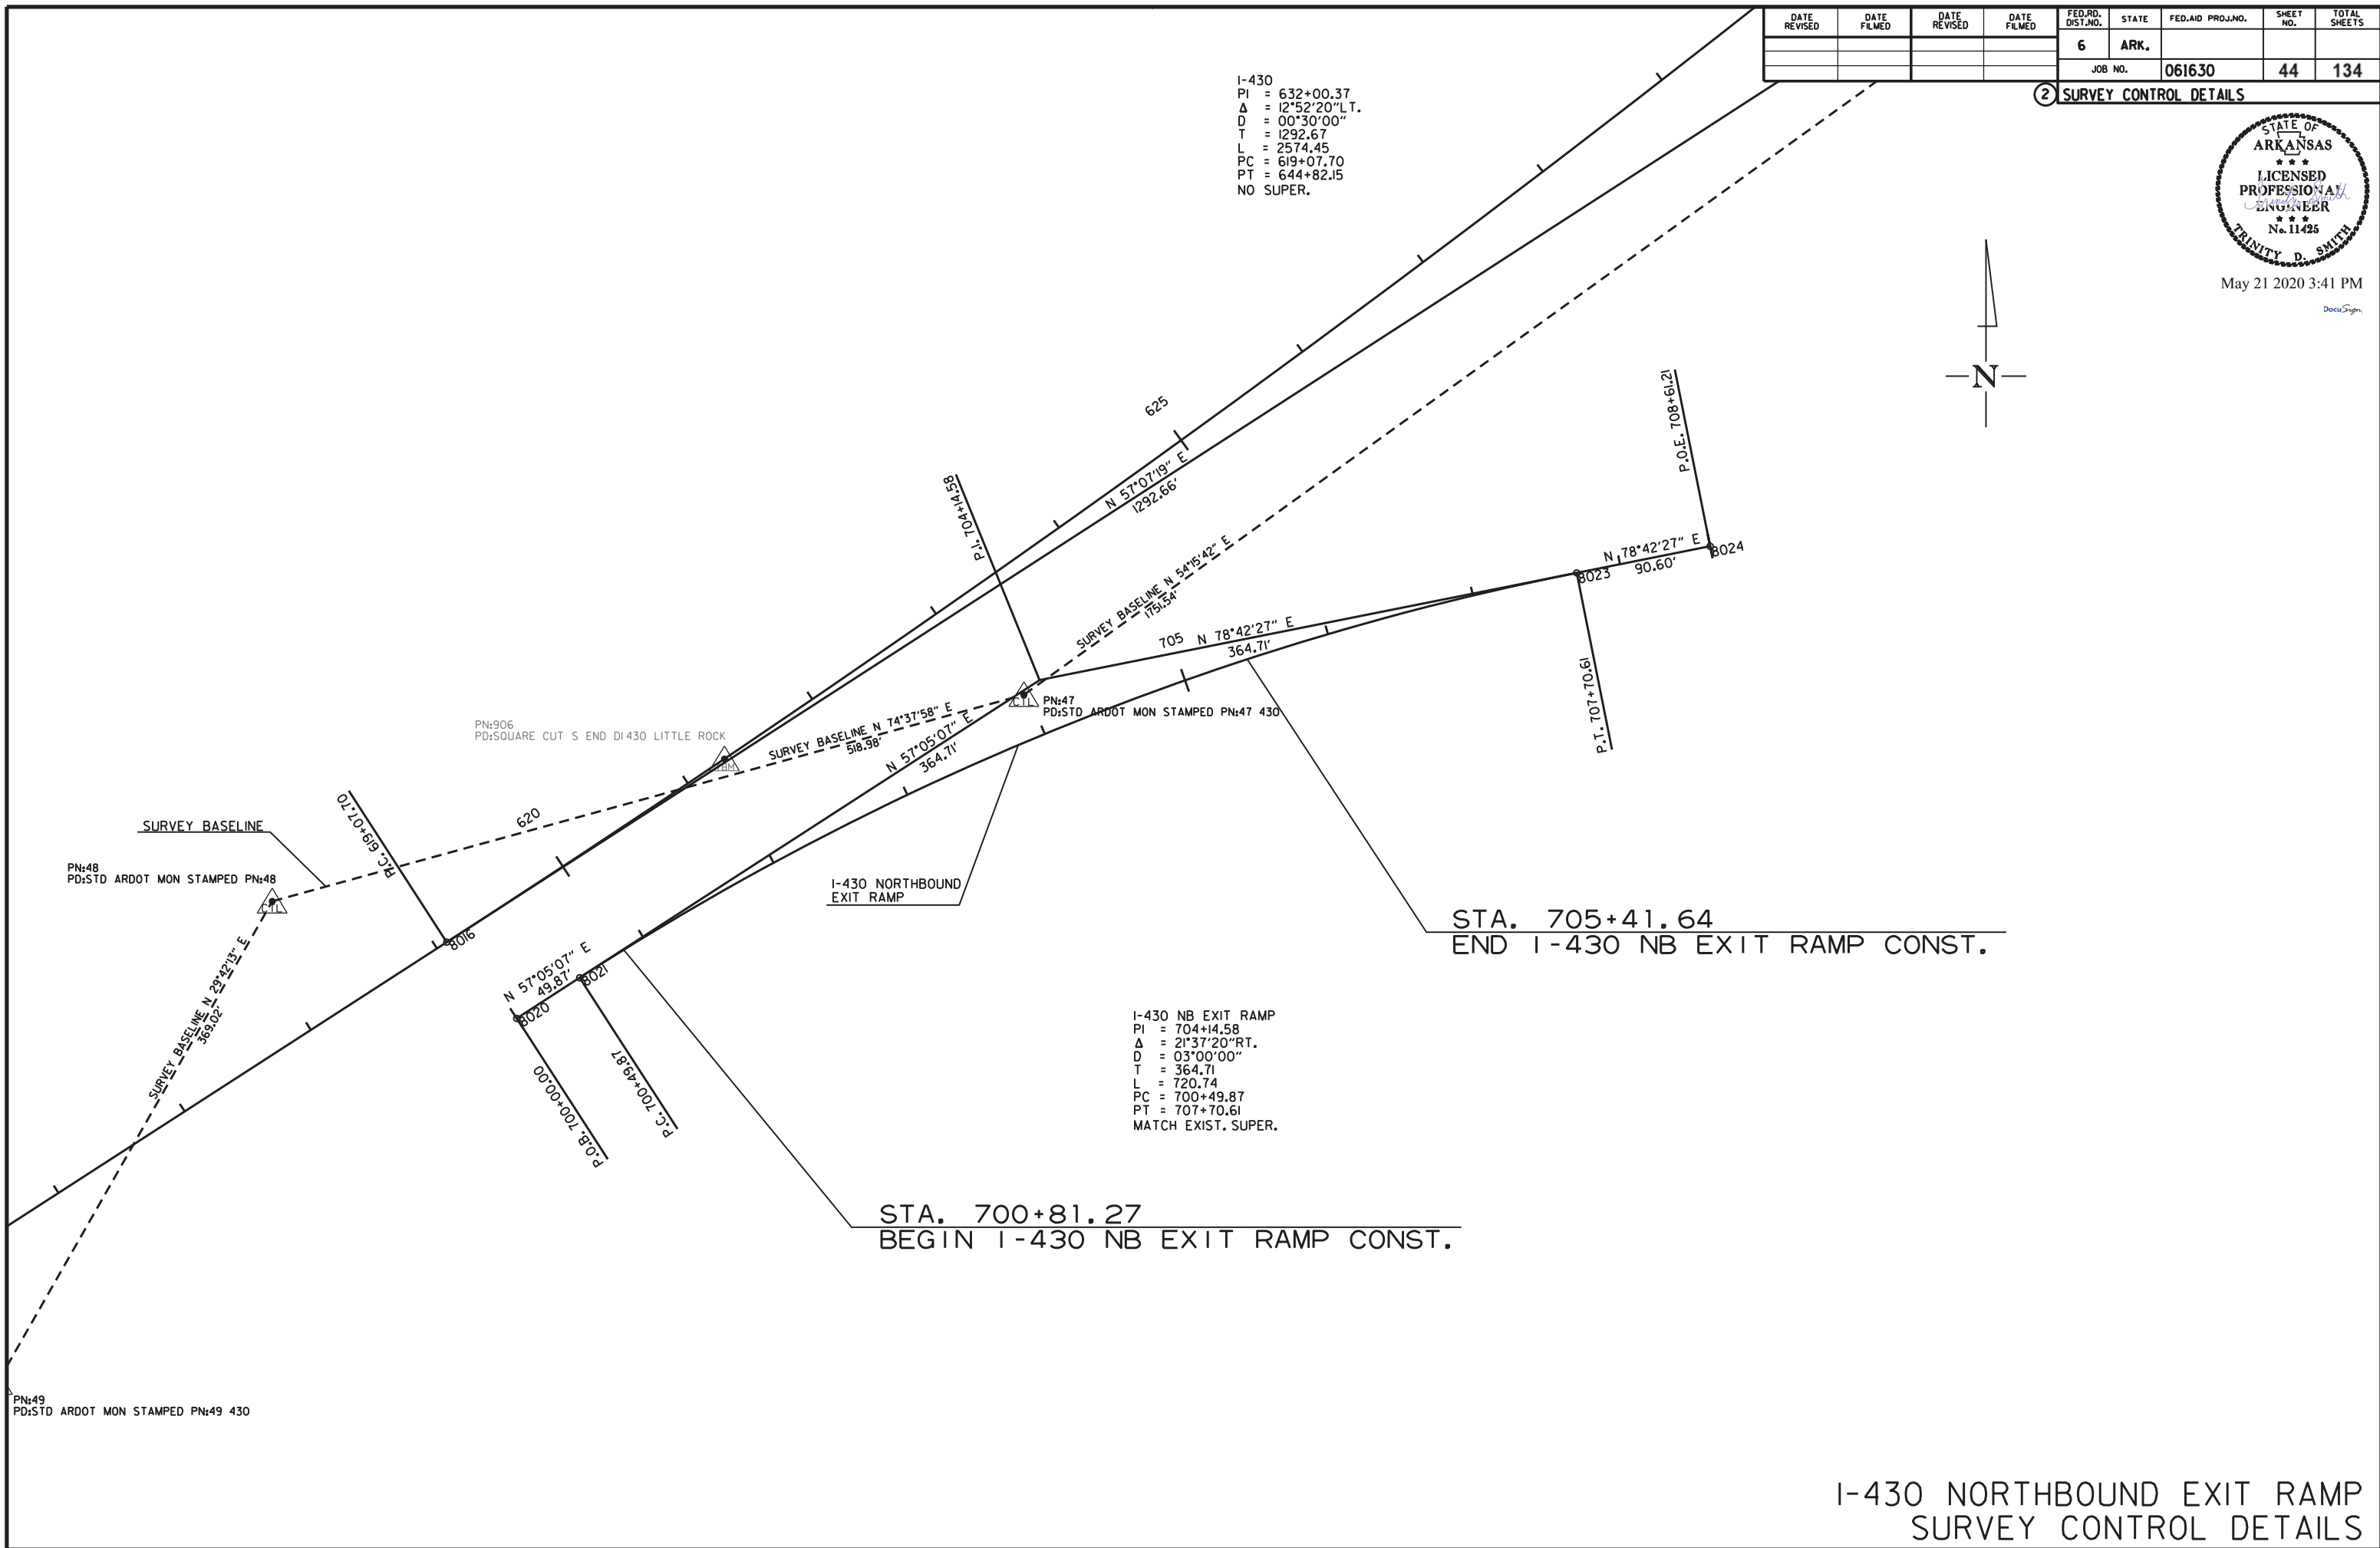 DATE REVISED
DATE FILMED
DATE REVISED
DATE FILMED
FED.RD. DIST.NO.
STATE
FED.AID PROJ.NO.
SHEET NO.
TOTAL SHEETS
6
ARK.
JOB NO.
061630
44
134
2 SURVEY CONTROL DETAILS
STATE OF
ARKANSAS
LICENSED
PROFESSIONAL
ENGINEER
No. 11425
TRINITY D. SMITH
May 21 2020 3:41 PM
DocuSign
I-430
PI = 632+00.37
Δ = 12°52'20"LT.
D = 00°30'00"
T = 1292.67
L = 2574.45
PC = 619+07.70
PT = 644+82.15
NO SUPER.
N
625
N 57°07'19" E
1292.66'
P.I. 704+14.58
SURVEY BASELINE N 54°15'42" E
1751.54'
P.O.E. 708+61.21
N 78°42'27" E
90.60'
8024
8023
705 N 78°42'27" E
364.71'
P.T. 707+70.61
CTL
PN:47
PD:STD ARDOT MON STAMPED PN:47 430
PN:906
PD:SQUARE CUT S END DI 430 LITTLE ROCK
TBM
SURVEY BASELINE N 74°37'58" E
518.98'
N 57°05'07" E
364.71'
620
P.C. 619+07.70
SURVEY BASELINE
PN:48
PD:STD ARDOT MON STAMPED PN:48
CTL
8016
I-430 NORTHBOUND
EXIT RAMP
STA. 705+41.64
END I-430 NB EXIT RAMP CONST.
SURVEY BASELINE N 29°42'13" E
369.02'
N 57°05'07" E
49.87'
8021
8020
P.O.B. 700+00.00
P.C. 700+49.87
I-430 NB EXIT RAMP
PI = 704+14.58
Δ = 21°37'20"RT.
D = 03°00'00"
T = 364.71
L = 720.74
PC = 700+49.87
PT = 707+70.61
MATCH EXIST. SUPER.
STA. 700+81.27
BEGIN I-430 NB EXIT RAMP CONST.
PN:49
PD:STD ARDOT MON STAMPED PN:49 430
I-430 NORTHBOUND EXIT RAMP
SURVEY CONTROL DETAILS